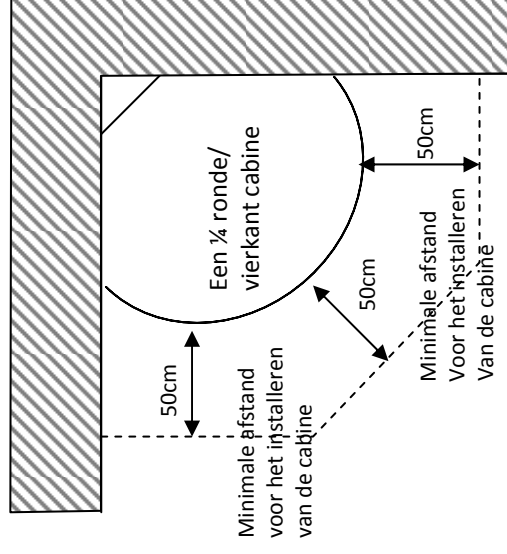 Een ¼ ronde/
vierkant cabine
50cm
50cm
50cm
Minimale afstand
voor het installeren
van de cabine
Minimale afstand
Voor het installeren
Van de cabine